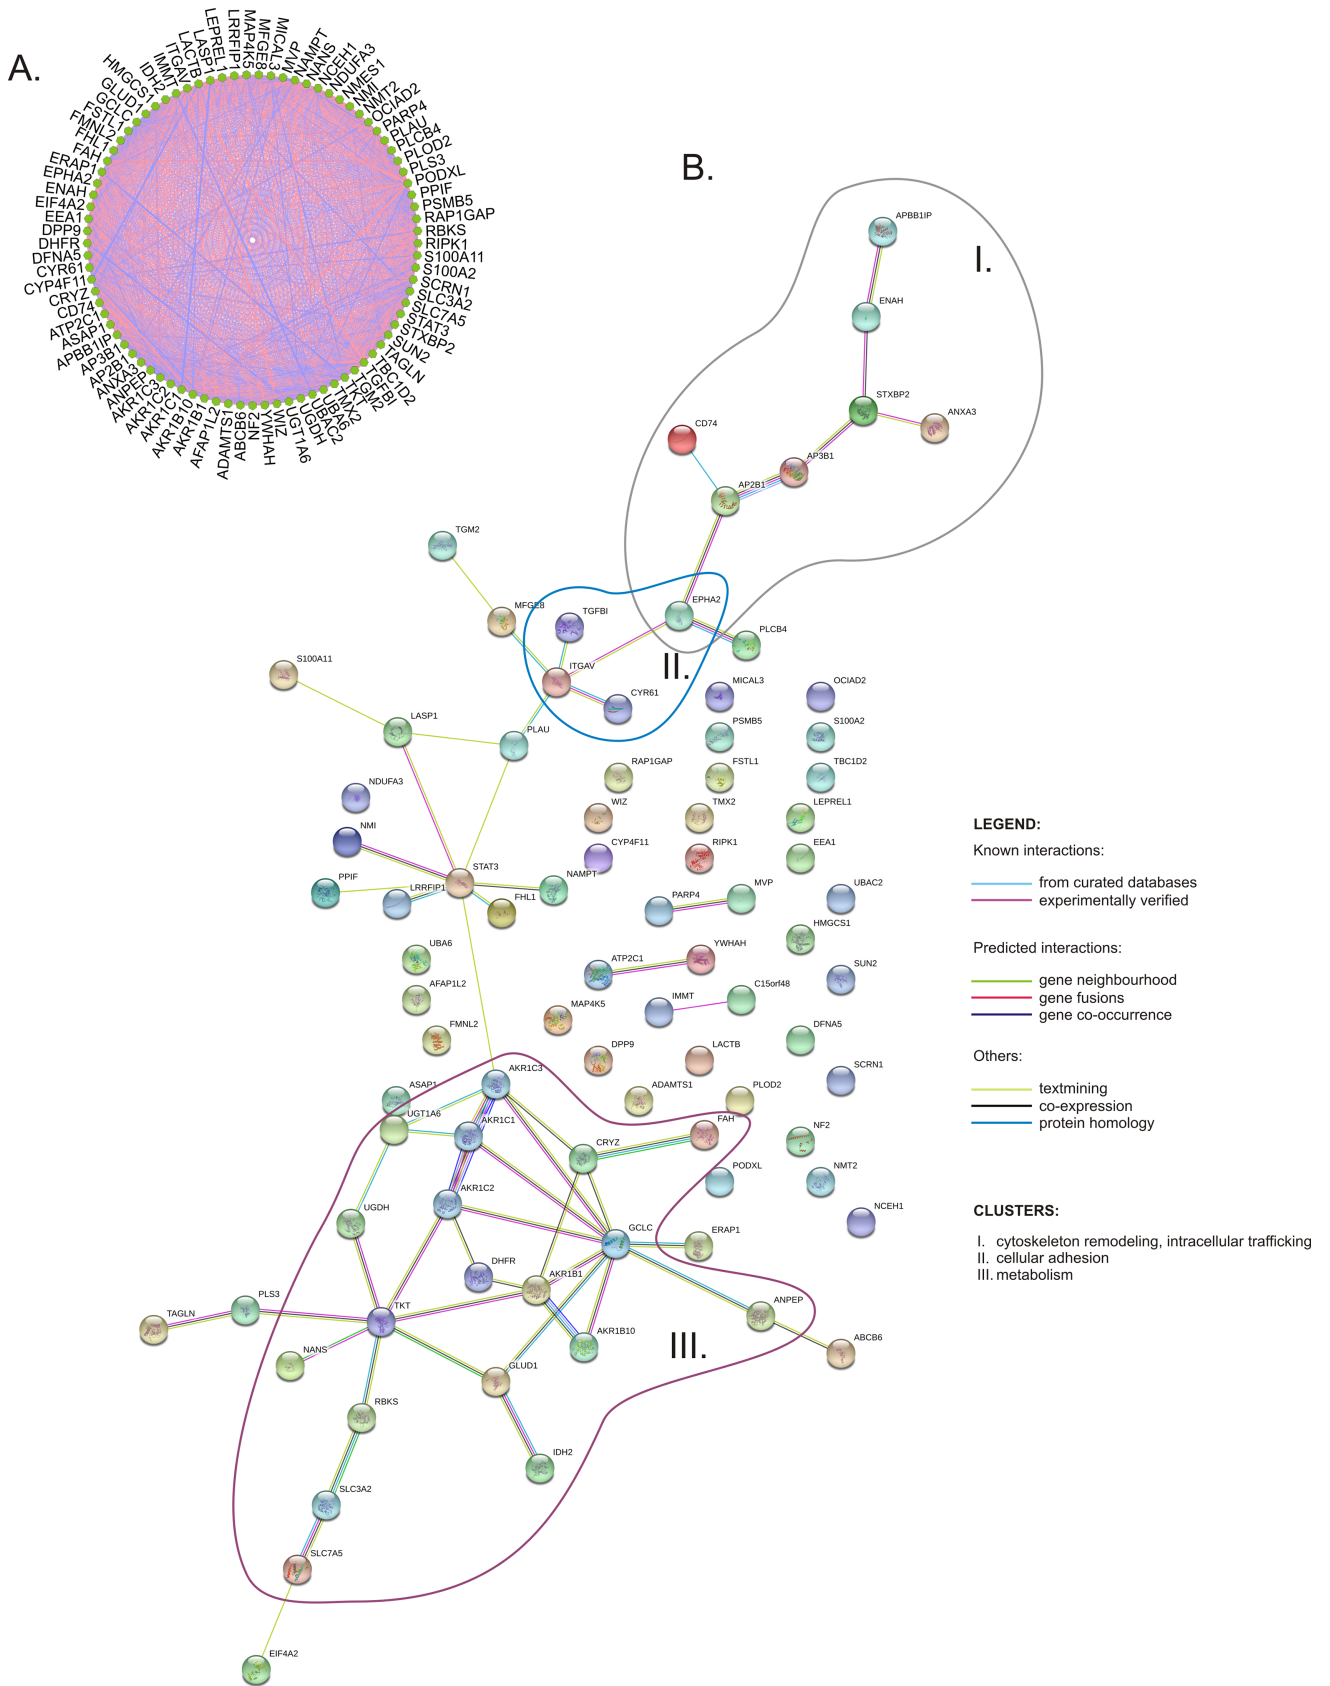 A.
LEPREL1
LRRFIP1
MAP4K5
MFGE8
MICAL3
MVP
NAMPT
NANS
NCEH1
NDUFA3
NMES1
NMI
NMT2
OCIAD2
PARP4
PLAU
PLCB4
PLOD2
PLS3
PODXL
PPIF
PSMB5
RAP1GAP
RBKS
RIPK1
S100A11
S100A2
SCRN1
SLC3A2
SLC7A5
STAT3
STXBP2
SUN2
TAGLN
TBC1D2
TGFBI
TGM2
TKT
TMX2
UBA6
UBAC2
UGDH
UGT1A6
WIZ
YWHAH
NF2
ABCB6
ADAMTS1
AFAP1L2
AKR1B1
AKR1B10
AKR1C1
AKR1C2
AKR1C3
ANPEP
ANXA3
AP2B1
AP3B1
APBB1IP
ASAP1
ATP2C1
CD74
CRYZ
CYP4F11
CYR61
DFNA5
DHFR
DPP9
EEA1
EIF4A2
ENAH
EPHA2
ERAP1
FAH
FHL1
FMNL2
FSTL1
GCLC
GLUD1
HMGCS1
IDH2
IMMT
ITGAV
LACTB
LASP1
B.
APBB1IP
I.
ENAH
STXBP2
ANXA3
CD74
AP3B1
AP2B1
TGM2
MFGE8
TGFBI
EPHA2
PLCB4
II.
ITGAV
S100A11
CYR61
MICAL3
OCIAD2
LASP1
PLAU
PSMB5
S100A2
RAP1GAP
FSTL1
TBC1D2
NDUFA3
WIZ
TMX2
LEPREL1
NMI
CYP4F11
RIPK1
EEA1
STAT3
PPIF
LRRFIP1
NAMPT
FHL1
PARP4
MVP
UBAC2
HMGCS1
UBA6
ATP2C1
YWHAH
SUN2
AFAP1L2
IMMT
C15orf48
MAP4K5
FMNL2
DPP9
LACTB
DFNA5
SCRN1
AKR1C3
ASAP1
ADAMTS1
PLOD2
UGT1A6
AKR1C1
FAH
NF2
CRYZ
PODXL
NMT2
AKR1C2
UGDH
GCLC
ERAP1
NCEH1
DHFR
AKR1B1
PLS3
TAGLN
TKT
AKR1B10
III.
ANPEP
ABCB6
NANS
GLUD1
RBKS
IDH2
SLC3A2
SLC7A5
EIF4A2
LEGEND:
Known interactions:
from curated databases
experimentally verified
Predicted interactions:
gene neighbourhood
gene fusions
gene co-occurrence
Others:
textmining
co-expression
protein homology
CLUSTERS:
I. cytoskeleton remodeling, intracellular trafficking
II. cellular adhesion
III. metabolism